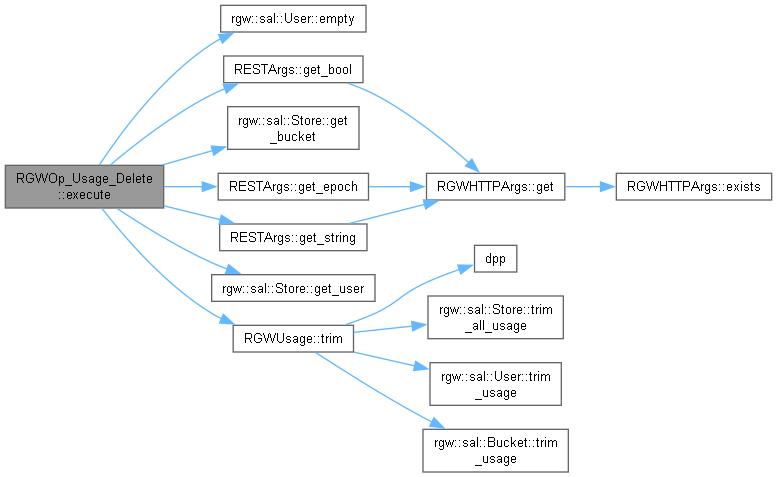 rgw::sal::User::empty
RESTArgs::get_bool
rgw::sal::Store::get
_bucket
RGWOp_Usage_Delete
::execute
RESTArgs::get_epoch
RGWHTTPArgs::get
RGWHTTPArgs::exists
RESTArgs::get_string
dpp
rgw::sal::Store::get_user
rgw::sal::Store::trim
_all_usage
RGWUsage::trim
rgw::sal::User::trim
_usage
rgw::sal::Bucket::trim
_usage